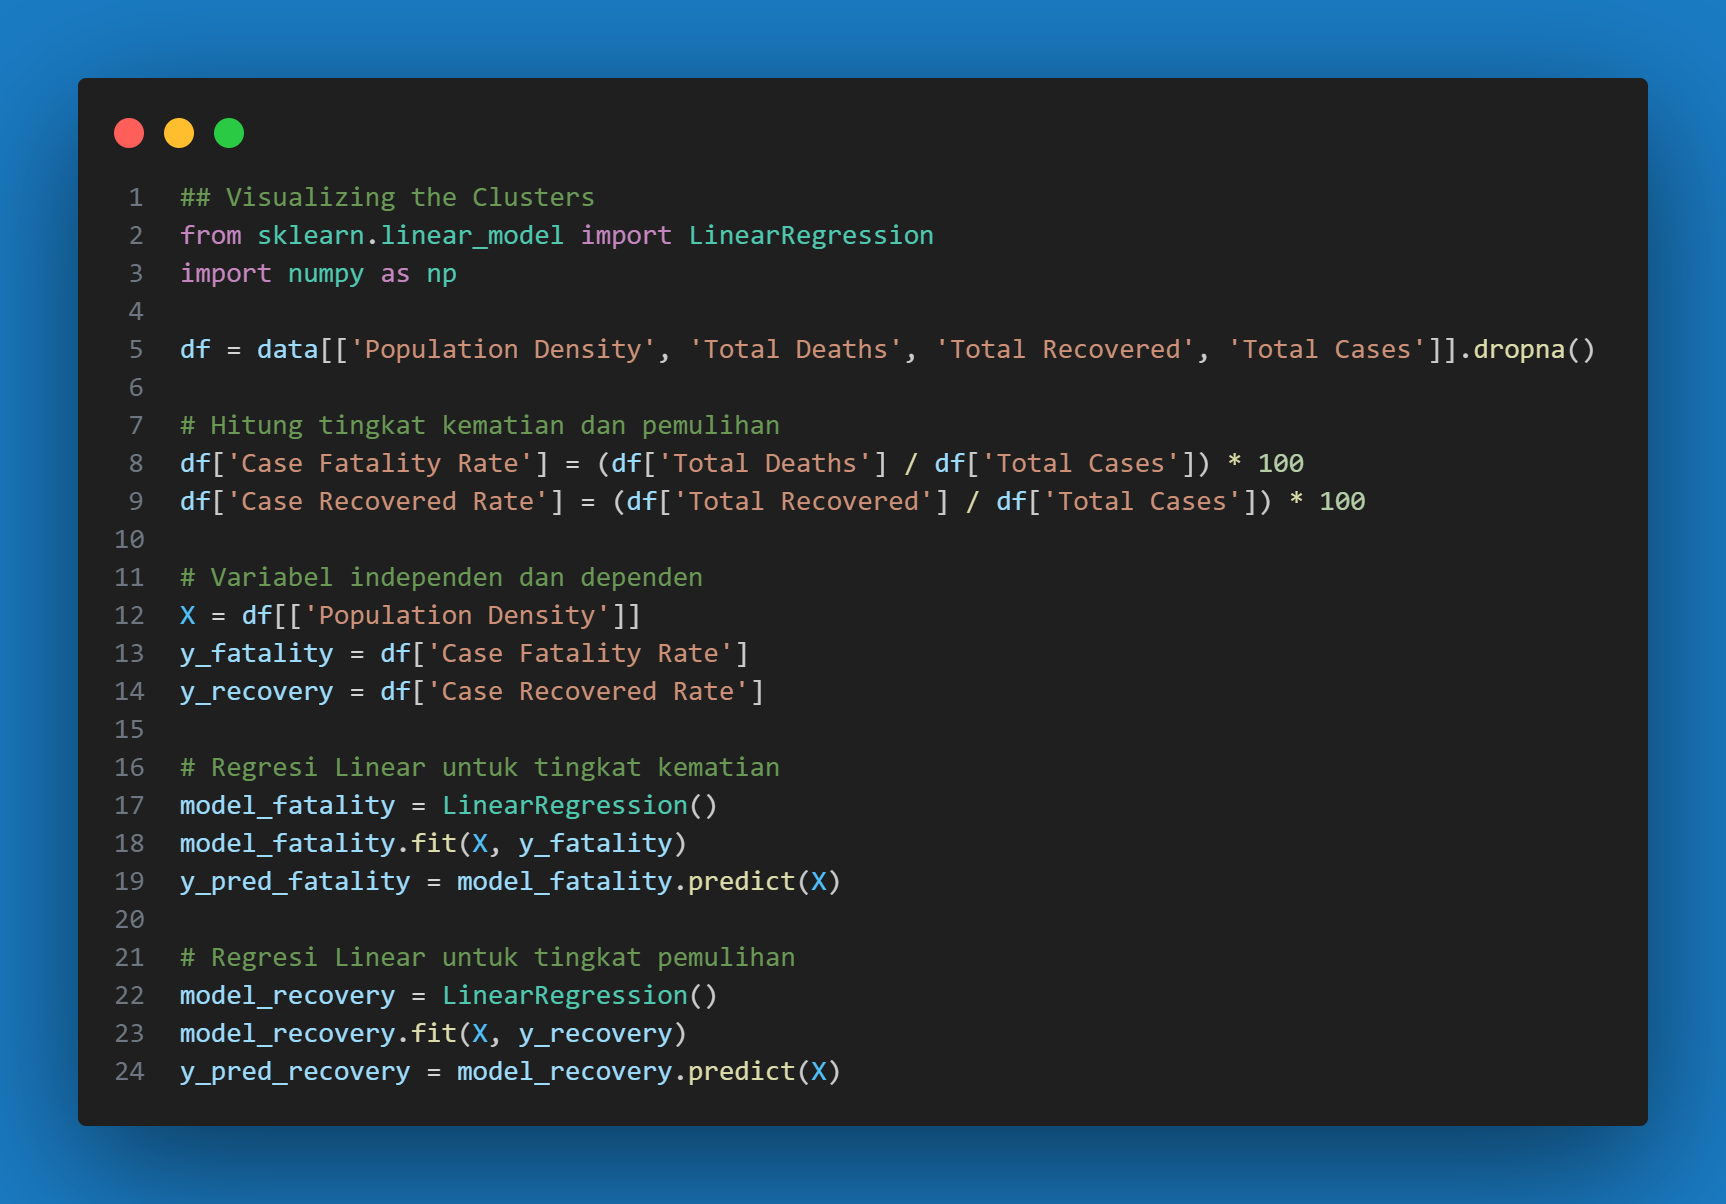 1 ## Visualizing the Clusters
2 from sklearn.linear_model import LinearRegression
3 import numpy as np
4
5 df = data[['Population Density', 'Total Deaths', 'Total Recovered', 'Total Cases']].dropna()
6
7 # Hitung tingkat kematian dan pemulihan
8 df['Case Fatality Rate'] = (df['Total Deaths'] / df['Total Cases']) * 100
9 df['Case Recovered Rate'] = (df['Total Recovered'] / df['Total Cases']) * 100
10
11 # Variabel independen dan dependen
12 X = df[['Population Density']]
13 y_fatality = df['Case Fatality Rate']
14 y_recovery = df['Case Recovered Rate']
15
16 # Regresi Linear untuk tingkat kematian
17 model_fatality = LinearRegression()
18 model_fatality.fit(X, y_fatality)
19 y_pred_fatality = model_fatality.predict(X)
20
21 # Regresi Linear untuk tingkat pemulihan
22 model_recovery = LinearRegression()
23 model_recovery.fit(X, y_recovery)
24 y_pred_recovery = model_recovery.predict(X)